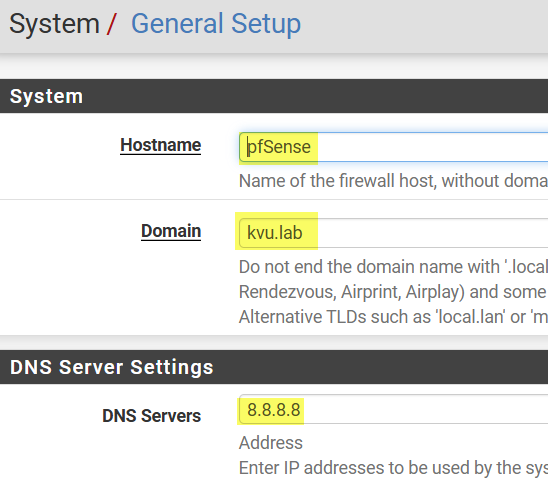 System / General Setup
System
Hostname
pfSense
Name of the firewall host, without doma
Domain
kvu.lab
Do not end the domain name with '.local
Rendezvous, Airprint, Airplay) and some
Alternative TLDs such as 'local.lan' or 'm
DNS Server Settings
DNS Servers
8.8.8.8
Address
Enter IP addresses to be used by the sys